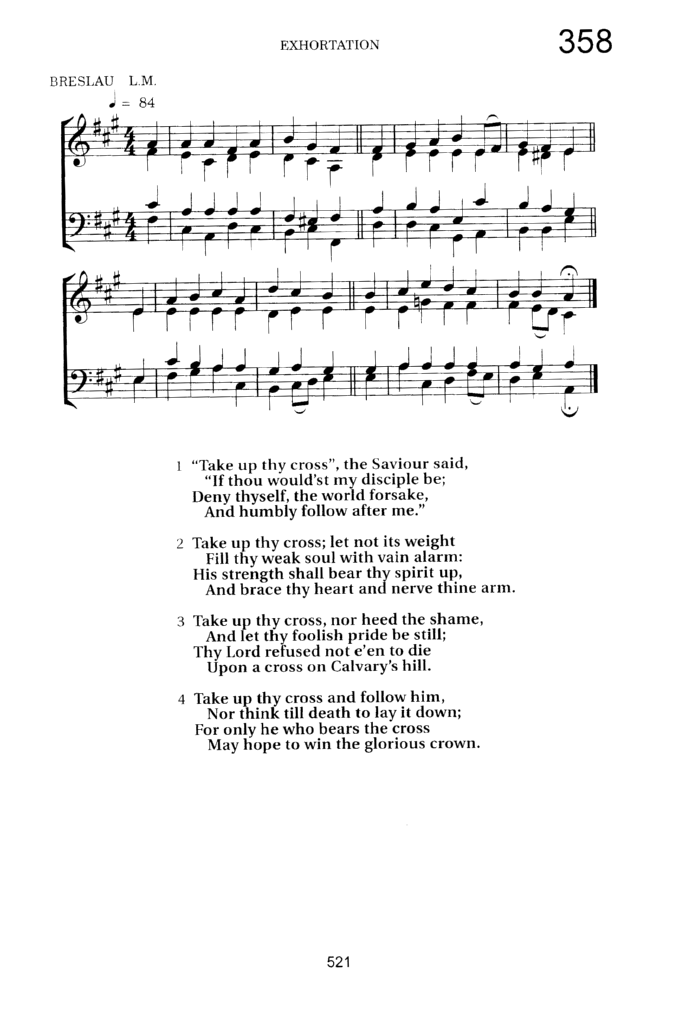 EXHORTATION
358
BRESLAU L.M.
♩ = 84
1 “Take up thy cross”, the Saviour said,
“If thou would'st my disciple be;
Deny thyself, the world forsake,
And humbly follow after me.”
2 Take up thy cross; let not its weight
Fill thy weak soul with vain alarm:
His strength shall bear thy spirit up,
And brace thy heart and nerve thine arm.
3 Take up thy cross, nor heed the shame,
And let thy foolish pride be still;
Thy Lord refused not e'en to die
Upon a cross on Calvary's hill.
4 Take up thy cross and follow him,
Nor think till death to lay it down;
For only he who bears the cross
May hope to win the glorious crown.
521